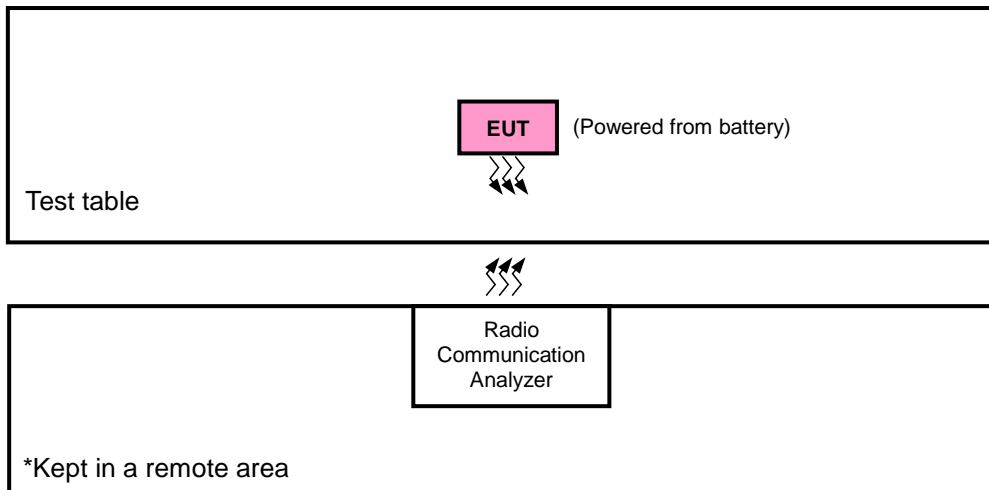 EUT
(Powered from battery)
Test table
Radio
Communication
Analyzer
*Kept in a remote area